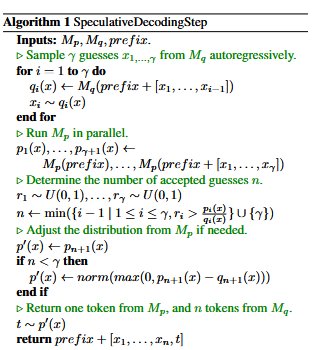 Algorithm 1 SpeculativeDecodingStep
Inputs: M_p, M_q, prefix.
▷ Sample γ guesses x_{1,...,γ} from M_q autoregressively.
for i = 1 to γ do
q_i(x) ← M_q(prefix + [x_1, ..., x_{i−1}])
x_i ∼ q_i(x)
end for
▷ Run M_p in parallel.
p_1(x), ..., p_{γ+1}(x) ←
M_p(prefix), ..., M_p(prefix + [x_1, ..., x_γ])
▷ Determine the number of accepted guesses n.
r_1 ∼ U(0, 1), ..., r_γ ∼ U(0, 1)
n ← min({i − 1 | 1 ≤ i ≤ γ, r_i > p_i(x)/q_i(x)} ∪ {γ})
▷ Adjust the distribution from M_p if needed.
p′(x) ← p_{n+1}(x)
if n < γ then
p′(x) ← norm(max(0, p_{n+1}(x) − q_{n+1}(x)))
end if
▷ Return one token from M_p, and n tokens from M_q.
t ∼ p′(x)
return prefix + [x_1, ..., x_n, t]